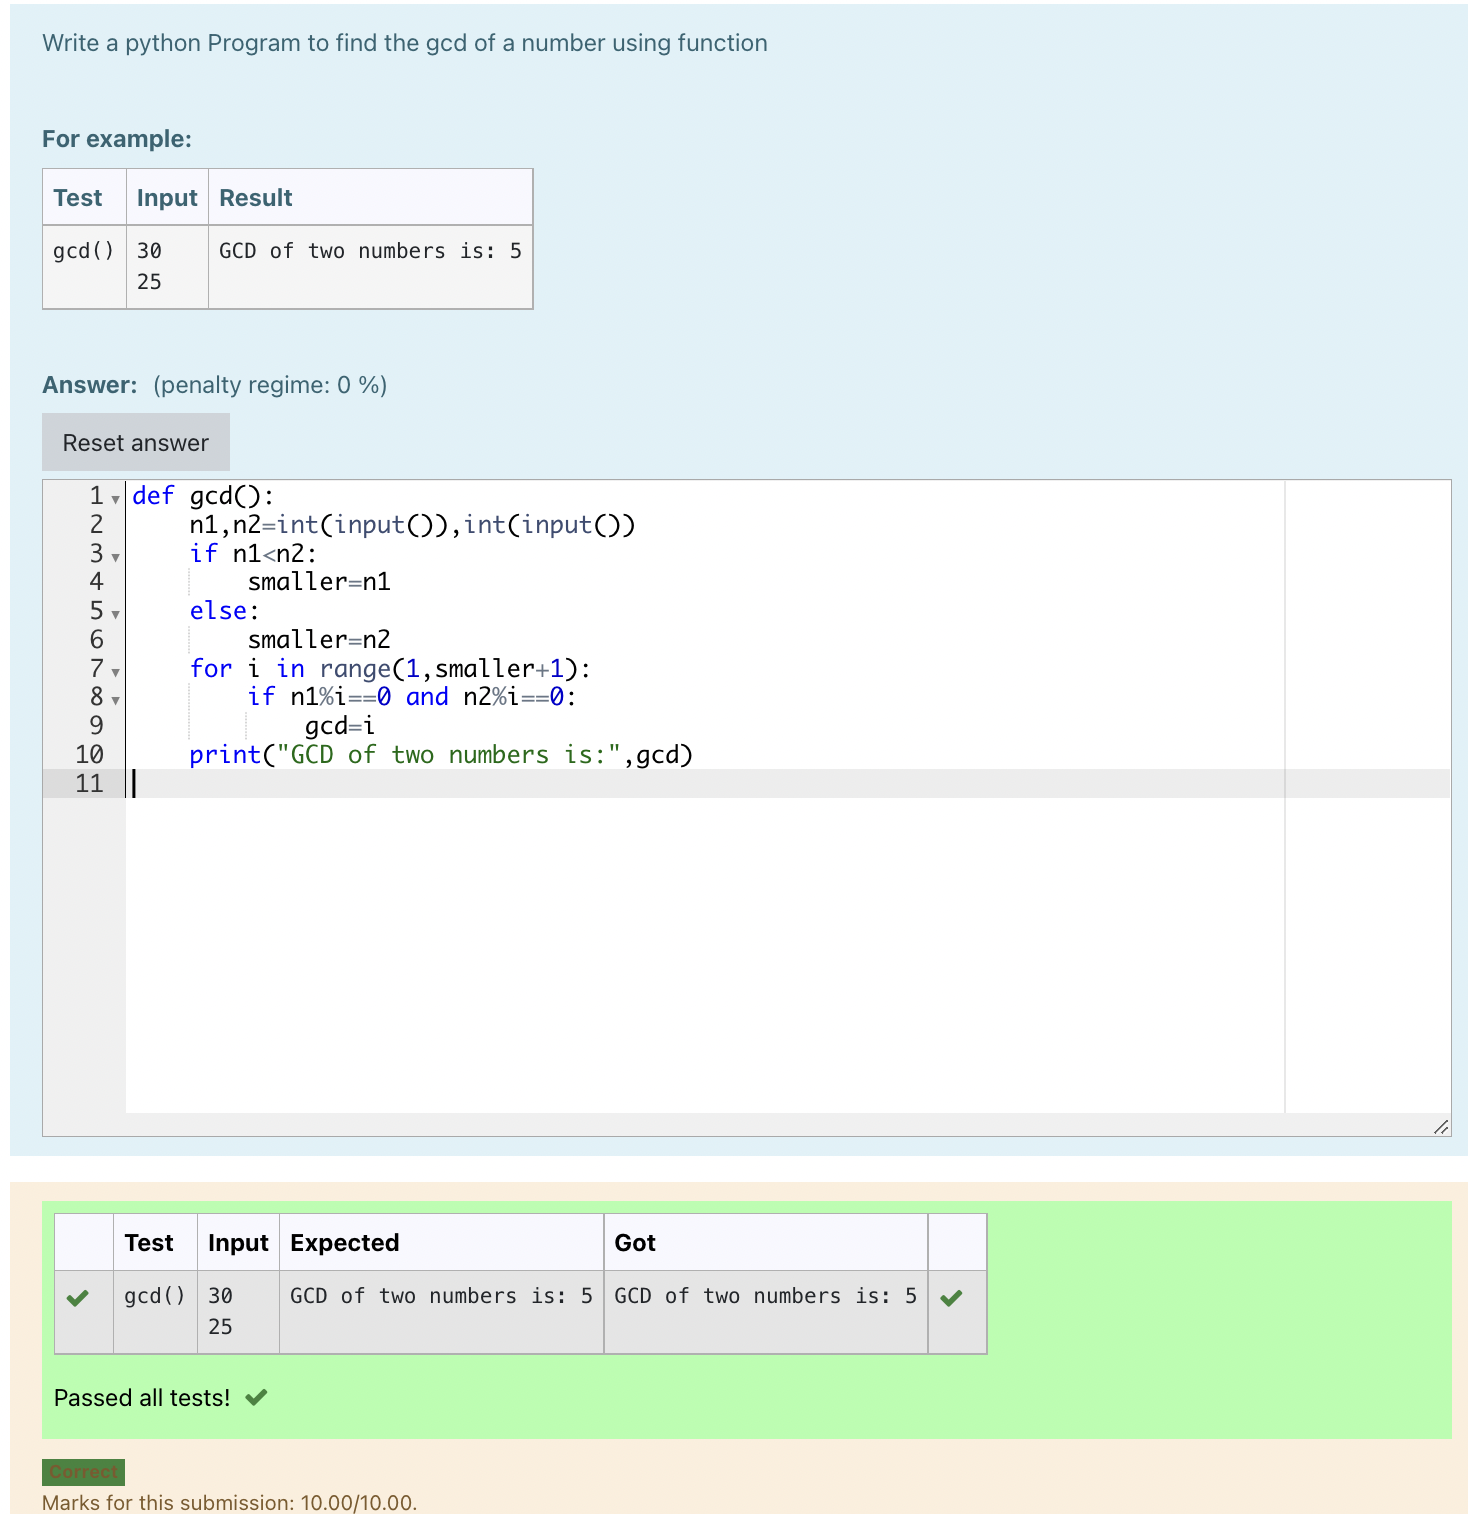 Write a python Program to find the gcd of a number using function
For example:
Test Input Result
gcd() 30 GCD of two numbers is: 5
25
Answer: (penalty regime: 0 %)
Reset answer
1 def gcd():
2     n1,n2=int(input()),int(input())
3     if n1<n2:
4         smaller=n1
5     else:
6         smaller=n2
7     for i in range(1,smaller+1):
8         if n1%i==0 and n2%i==0:
9             gcd=i
10     print("GCD of two numbers is:",gcd)
11
Test Input Expected Got
gcd() 30 GCD of two numbers is: 5 GCD of two numbers is: 5
25
Passed all tests!
Correct
Marks for this submission: 10.00/10.00.